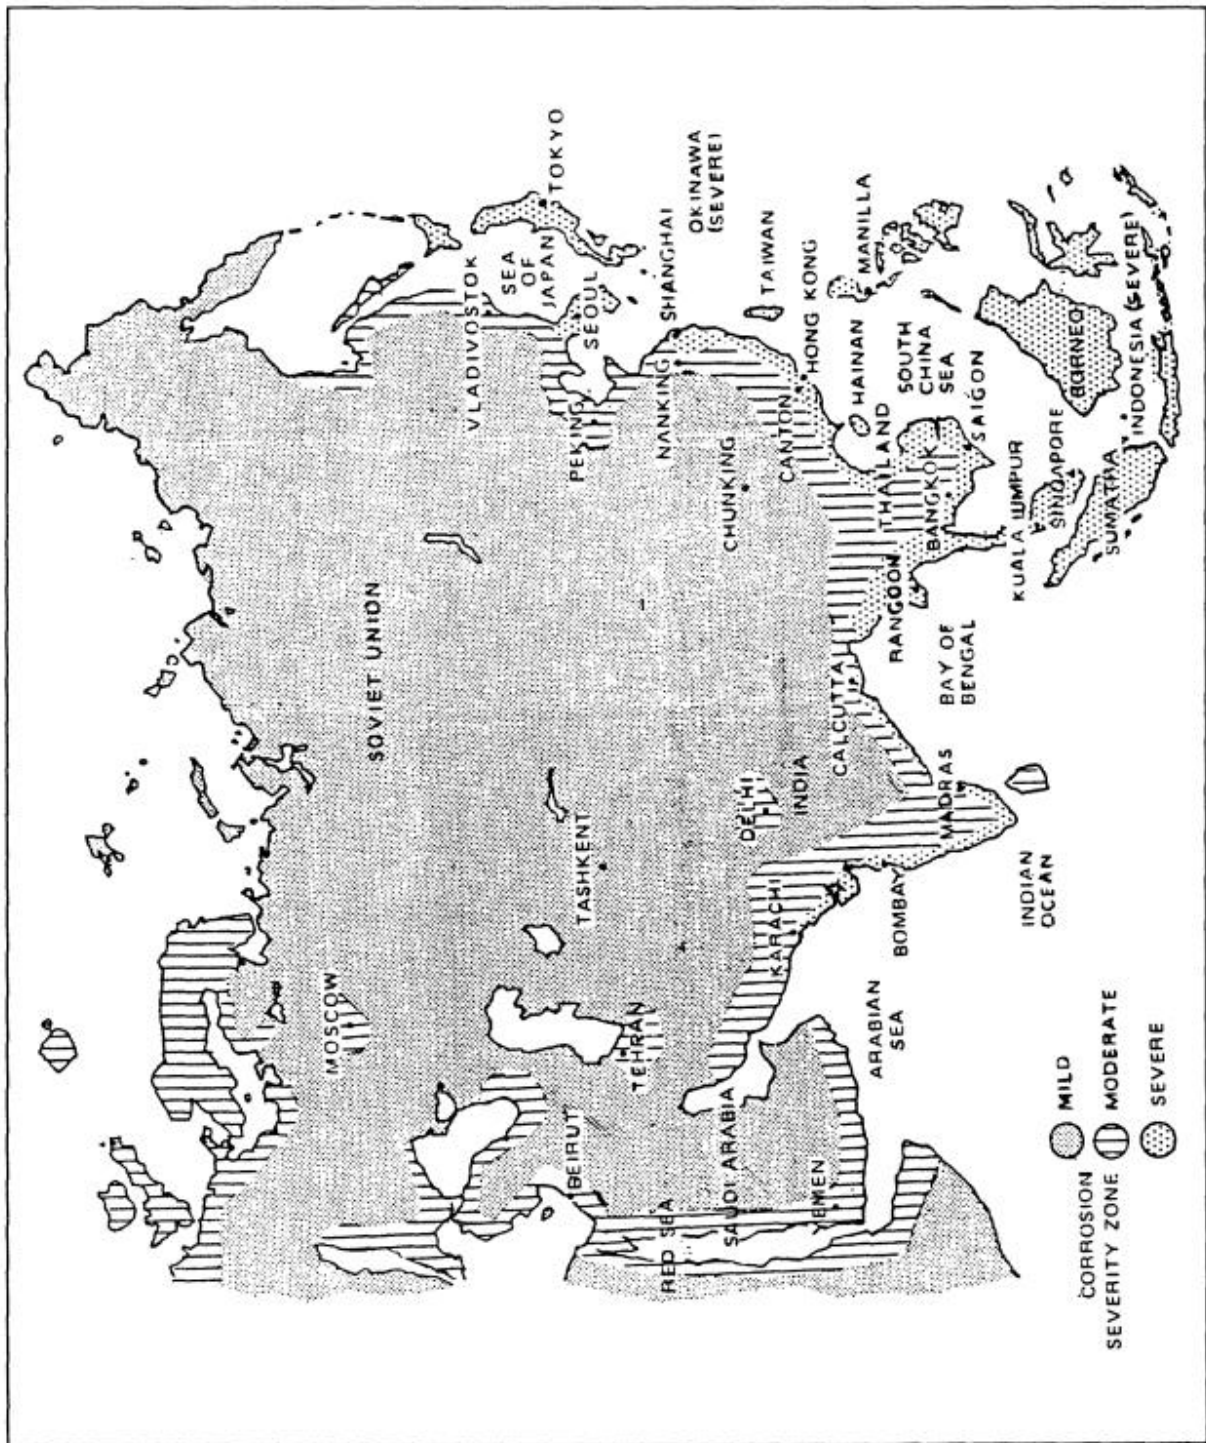 SOVIET UNION
MOSCOW
VLADIVOSTOK
SEA
OF
JAPAN
TOKYO
PEKING
SEOUL
TASHKENT
BEIRUT
TEHRAN
NANKING
SHANGHAI
OKINAWA
(SEVERE)
CHUNKING
TAIWAN
RED SEA
SAUDI ARABIA
YEMEN
DELHI
INDIA
KARACHI
CALCUTTA
CANTON
HONG KONG
HAINAN
MANILLA
THAILAND
BANGKOK
RANGOON
SOUTH
CHINA
SEA
SAIGON
BAY OF
BENGAL
BOMBAY
MADRAS
ARABIAN
SEA
INDIAN
OCEAN
KUALA LUMPUR
SINGAPORE
SUMATRA
BORNEO
INDONESIA (SEVERE)
CORROSION
SEVERITY ZONE
MILD
MODERATE
SEVERE